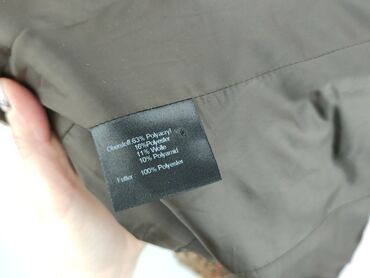 Oberstoff 63% Polyacryl
16%Polyester
11% Wolle
10% Polyamid
Futter: 100% Polyester